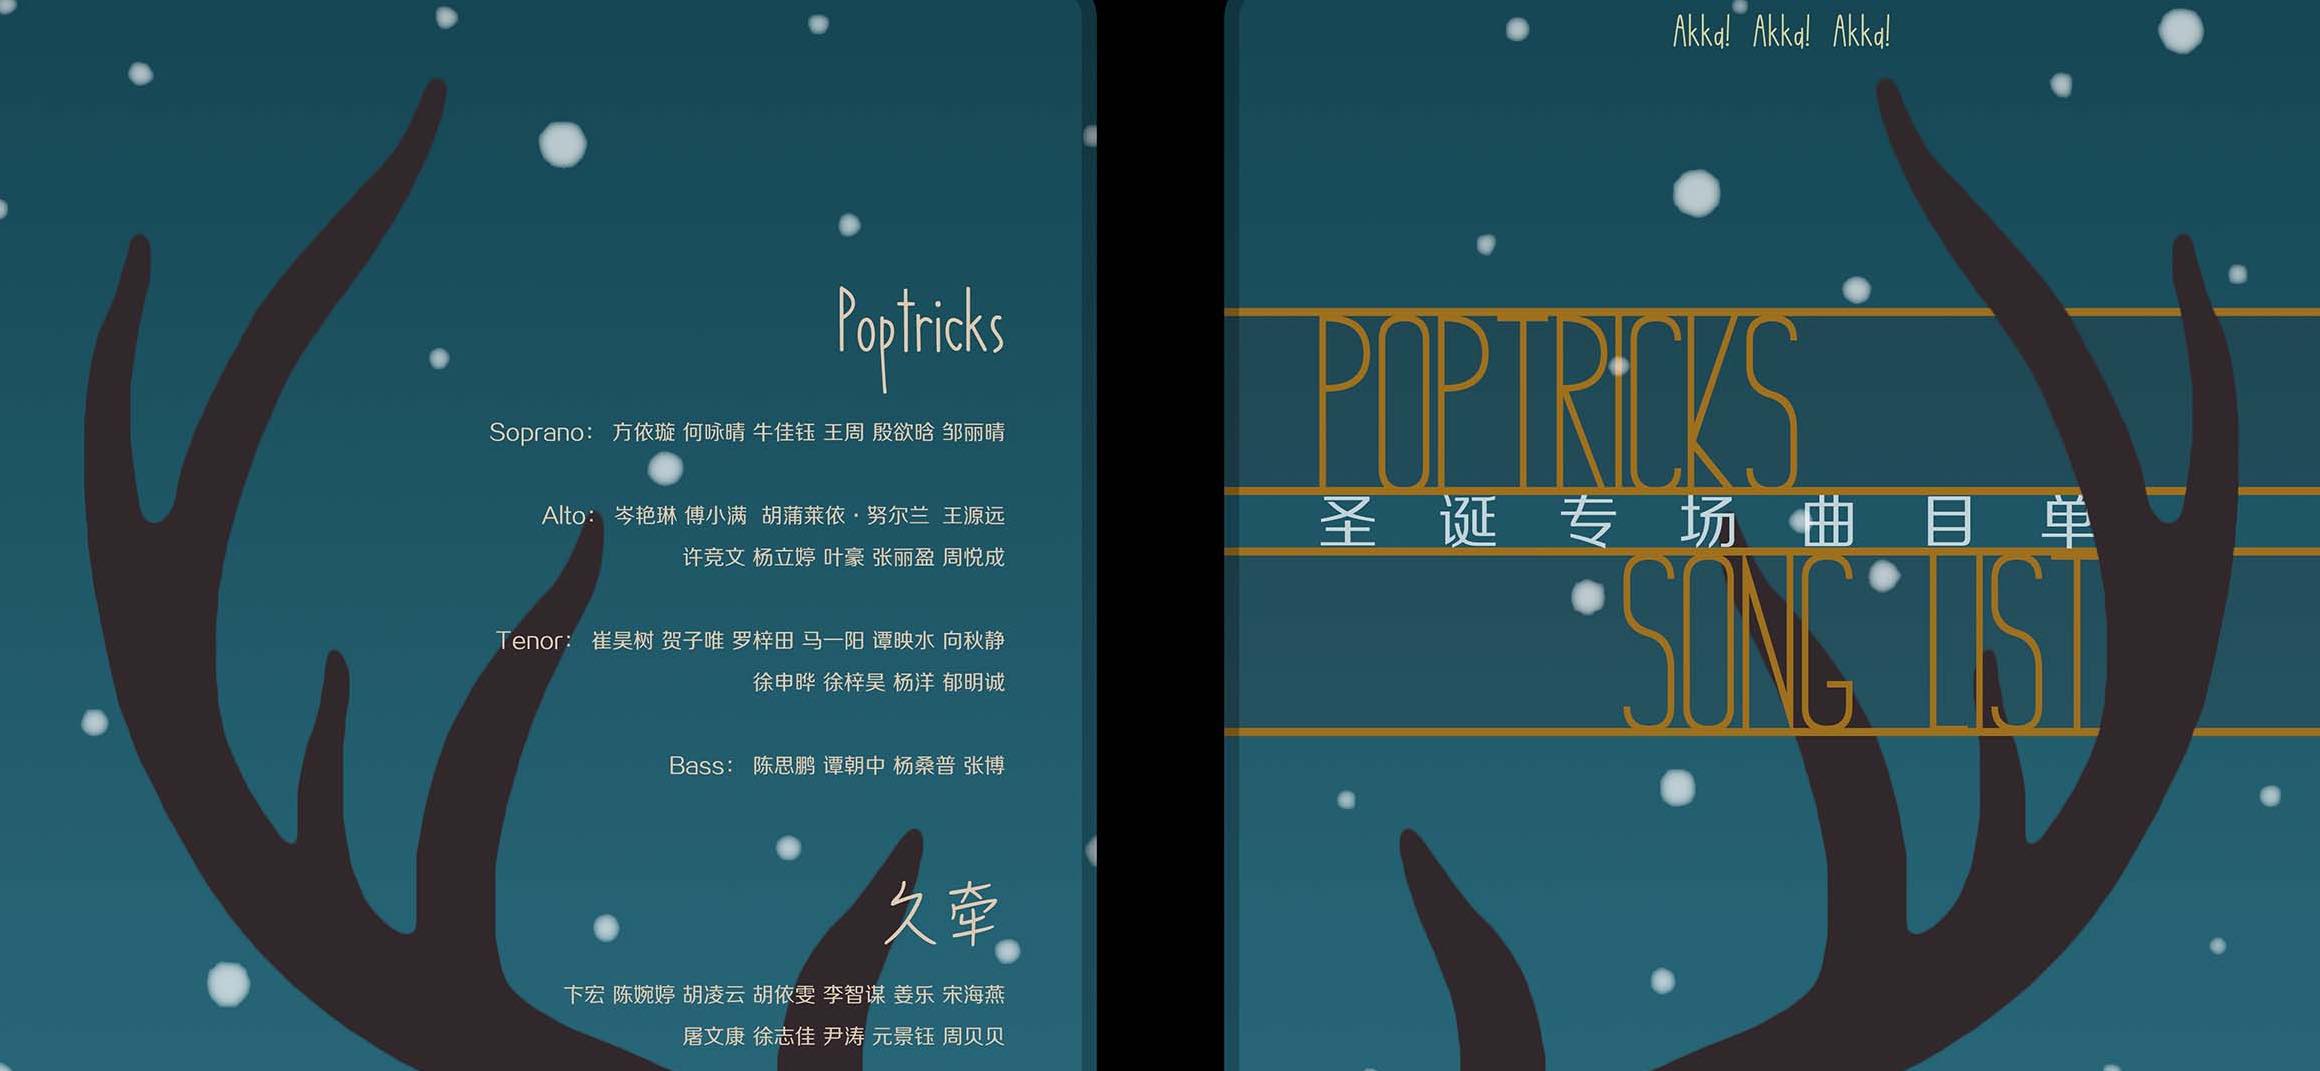 Poptricks
Soprano： 方依璇 何咏晴 牛佳钰 王周 殷欲晗 邹丽晴
Alto： 岑艳琳 傅小满 胡蒲莱依·努尔兰 王源远
许竞文 杨立婷 叶豪 张丽盈 周悦成
Tenor： 崔昊树 贺子唯 罗梓田 马一阳 谭映水 向秋静
徐申晔 徐梓昊 杨洋 郁明诚
Bass： 陈思鹏 谭朝中 杨桑普 张博
久牵
卞宏 陈婉婷 胡凌云 胡依雯 李智谋 姜乐 宋海燕
屠文康 徐志佳 尹涛 元景钰 周贝贝
Akka! Akka! Akka!
POPTRICKS
圣诞专场曲目单
SONG LIST